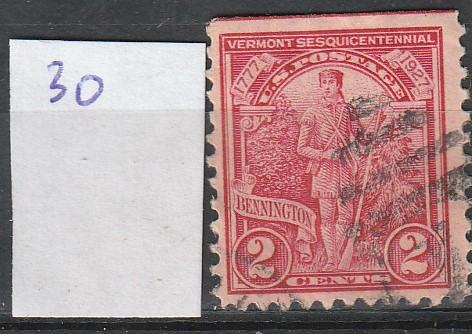 30
VERMONT SESQUICENTENNIAL
1777 U.S. POSTAGE 1927
BENNINGTON
2 CENTS 2